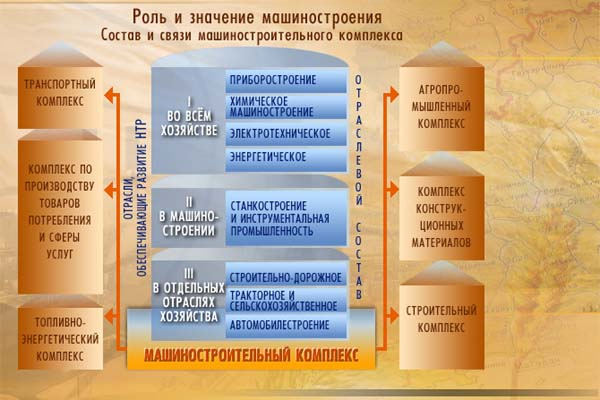 Роль и значение машиностроения
Состав и связи машиностроительного комплекса
ТРАНСПОРТНЫЙ
КОМПЛЕКС
КОМПЛЕКС ПО
ПРОИЗВОДСТВУ
ТОВАРОВ
ПОТРЕБЛЕНИЯ
И СФЕРЫ
УСЛУГ
ТОПЛИВНО-
ЭНЕРГЕТИЧЕСКИЙ
КОМПЛЕКС
ОТРАСЛИ,
ОБЕСПЕЧИВАЮЩИЕ РАЗВИТИЕ НТР
I
ВО ВСЁМ
ХОЗЯЙСТВЕ
ПРИБОРОСТРОЕНИЕ
ХИМИЧЕСКОЕ
МАШИНОСТРОЕНИЕ
ЭЛЕКТРОТЕХНИЧЕСКОЕ
ЭНЕРГЕТИЧЕСКОЕ
II
В МАШИНО-
СТРОЕНИИ
СТАНКОСТРОЕНИЕ
И ИНСТРУМЕНТАЛЬНАЯ
ПРОМЫШЛЕННОСТЬ
III
В ОТДЕЛЬНЫХ
ОТРАСЛЯХ
ХОЗЯЙСТВА
СТРОИТЕЛЬНО-ДОРОЖНОЕ
ТРАКТОРНОЕ И
СЕЛЬСКОХОЗЯЙСТВЕННОЕ
АВТОМОБИЛЕСТРОЕНИЕ
МАШИНОСТРОИТЕЛЬНЫЙ КОМПЛЕКС
ОТРАСЛЕВОЙ СОСТАВ
АГРОПРО-
МЫШЛЕННЫЙ
КОМПЛЕКС
КОМПЛЕКС
КОНСТРУК-
ЦИОННЫХ
МАТЕРИАЛОВ
СТРОИТЕЛЬНЫЙ
КОМПЛЕКС